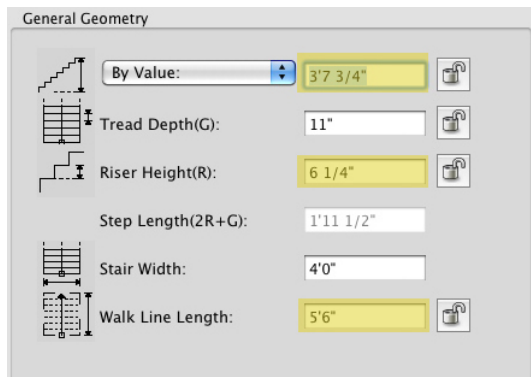 General Geometry
By Value: 3'7 3/4"
Tread Depth(G): 11"
Riser Height(R): 6 1/4"
Step Length(2R+G): 1'11 1/2"
Stair Width: 4'0"
Walk Line Length: 5'6"